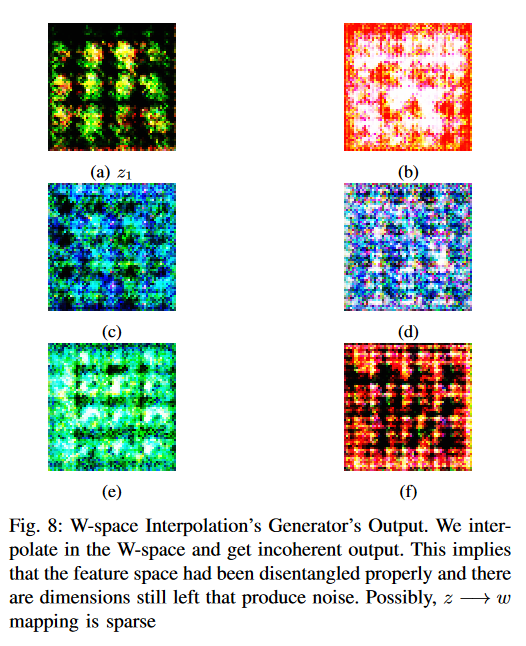 (a) z₁
(b)
(c)
(d)
(e)
(f)
Fig. 8: W-space Interpolation's Generator's Output. We inter-
polate in the W-space and get incoherent output. This implies
that the feature space had been disentangled properly and there
are dimensions still left that produce noise. Possibly, z ⟶ w
mapping is sparse